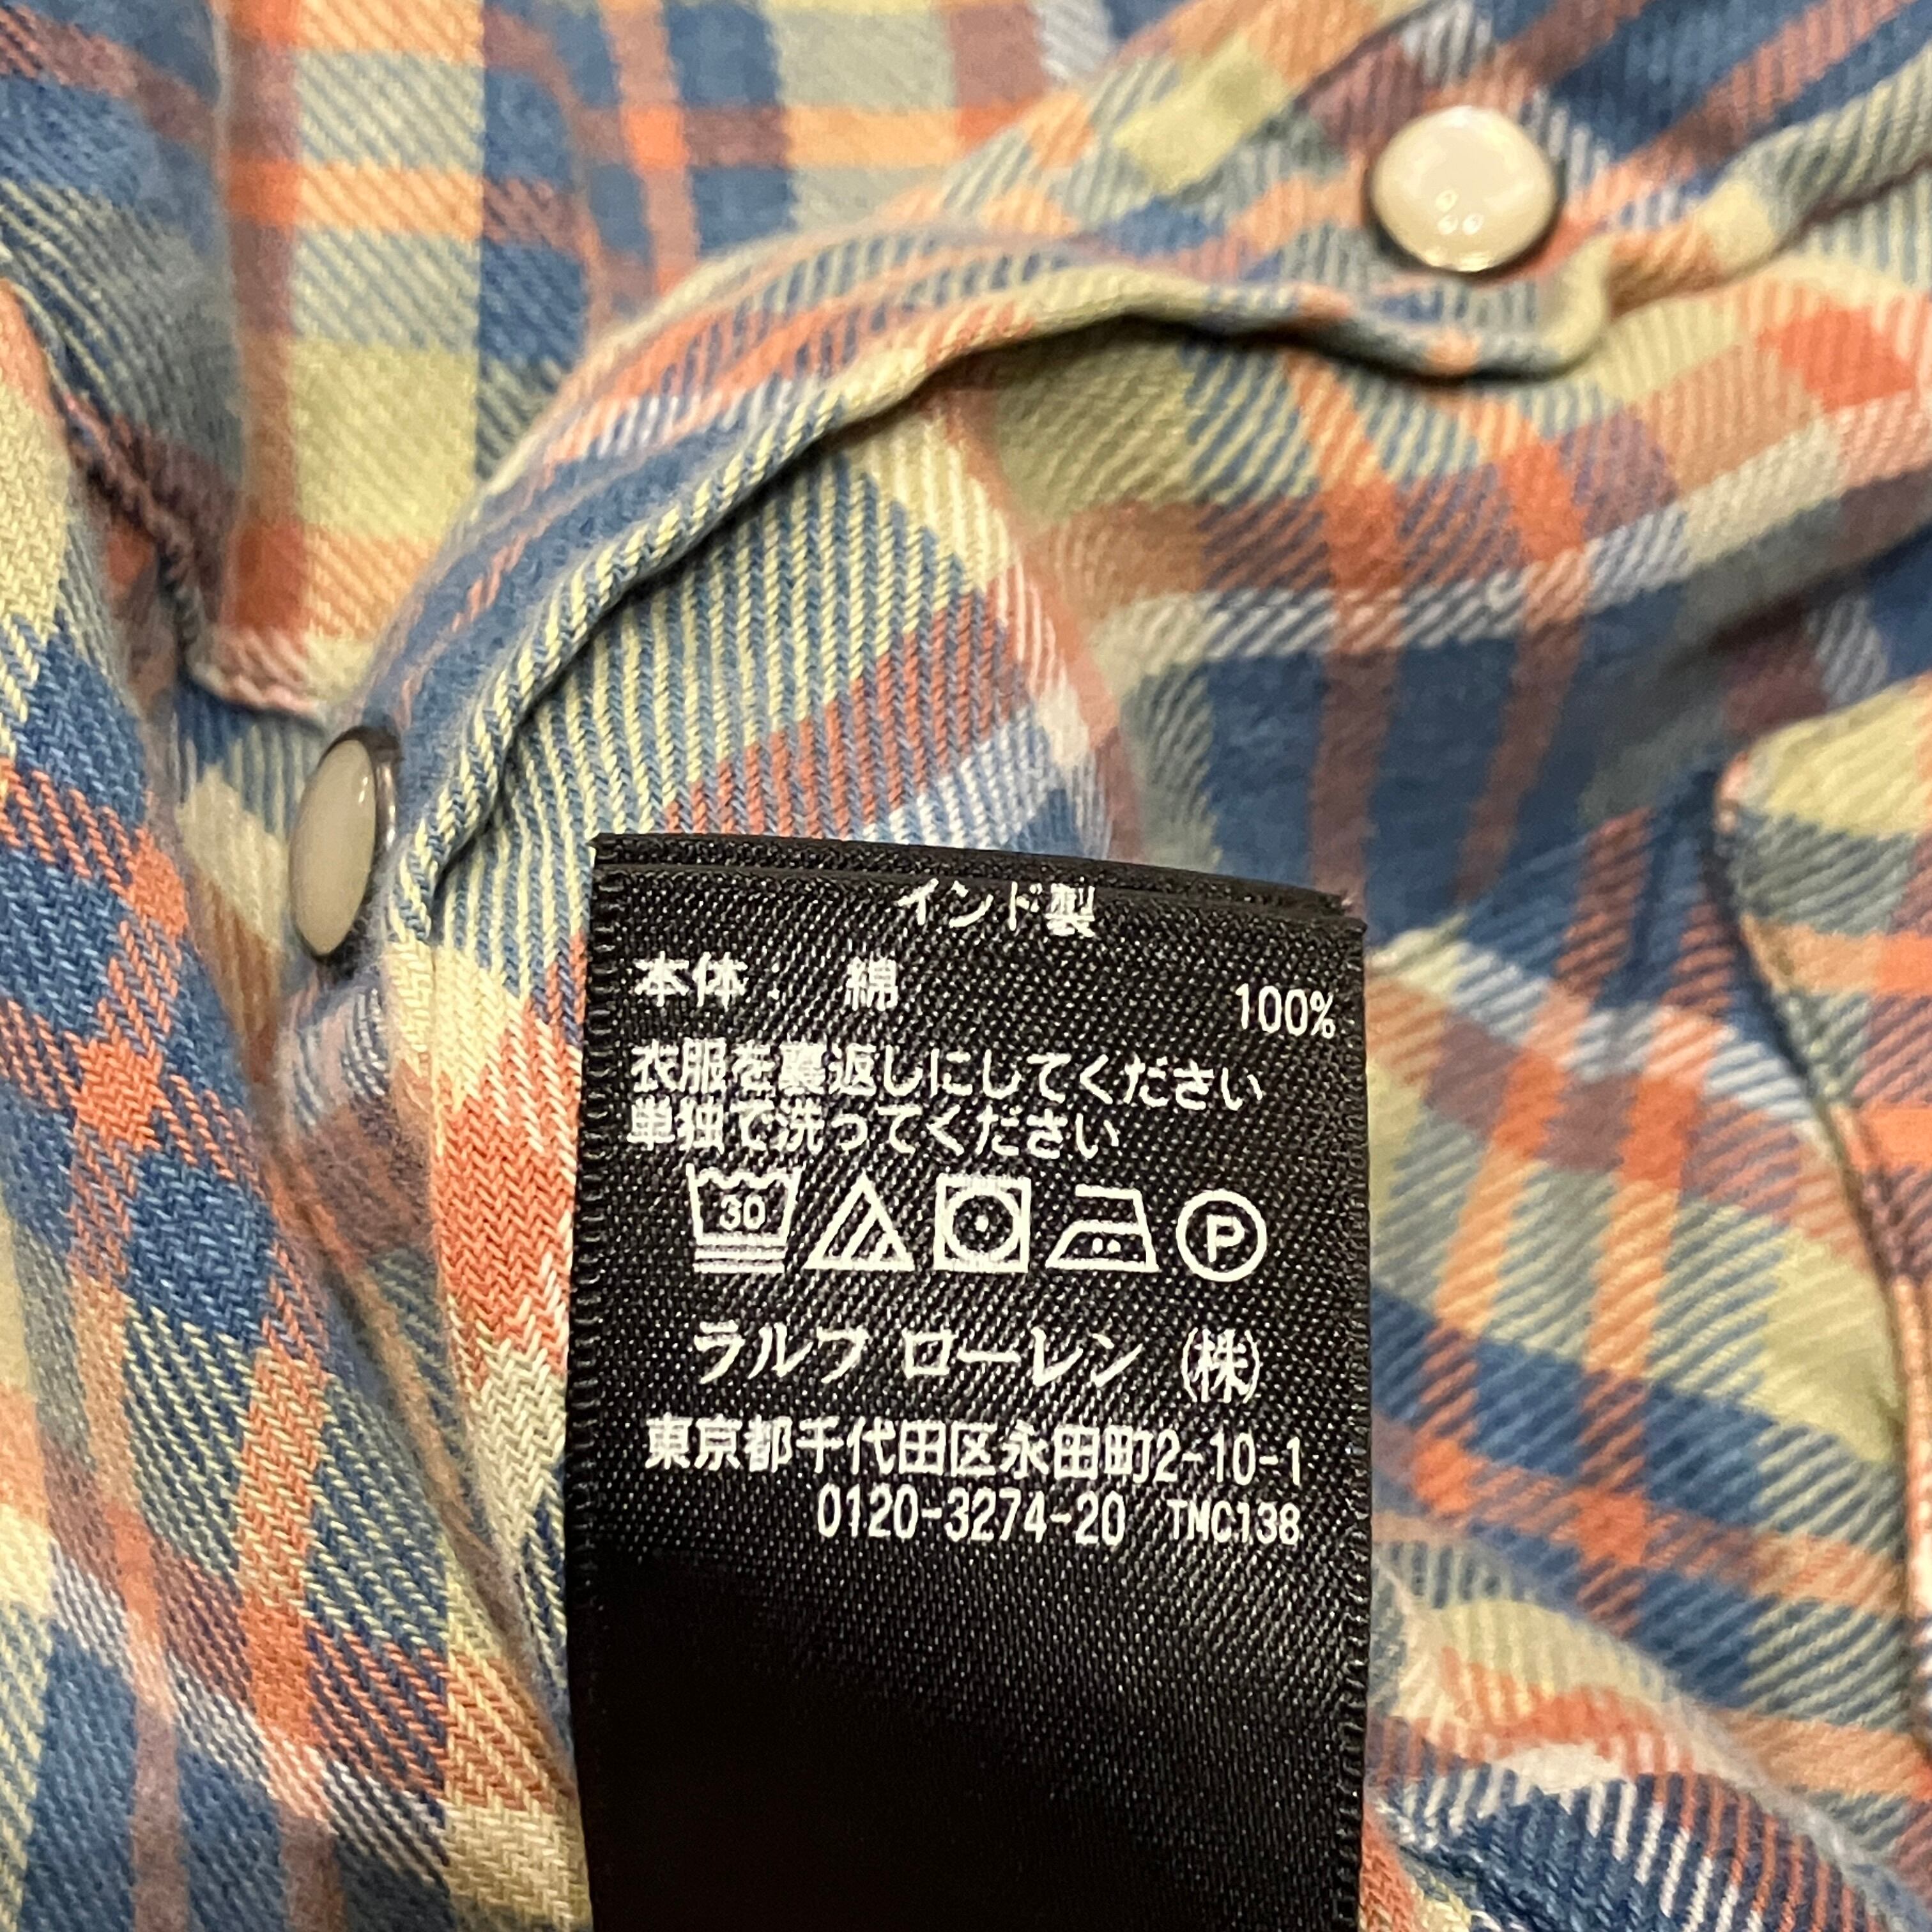 インド製
本体： 綿 100%
衣服を裏返しにしてください
単独で洗ってください
30 P
ラルフ ローレン (株)
東京都千代田区永田町2-10-1
0120-3274-20 TMC138